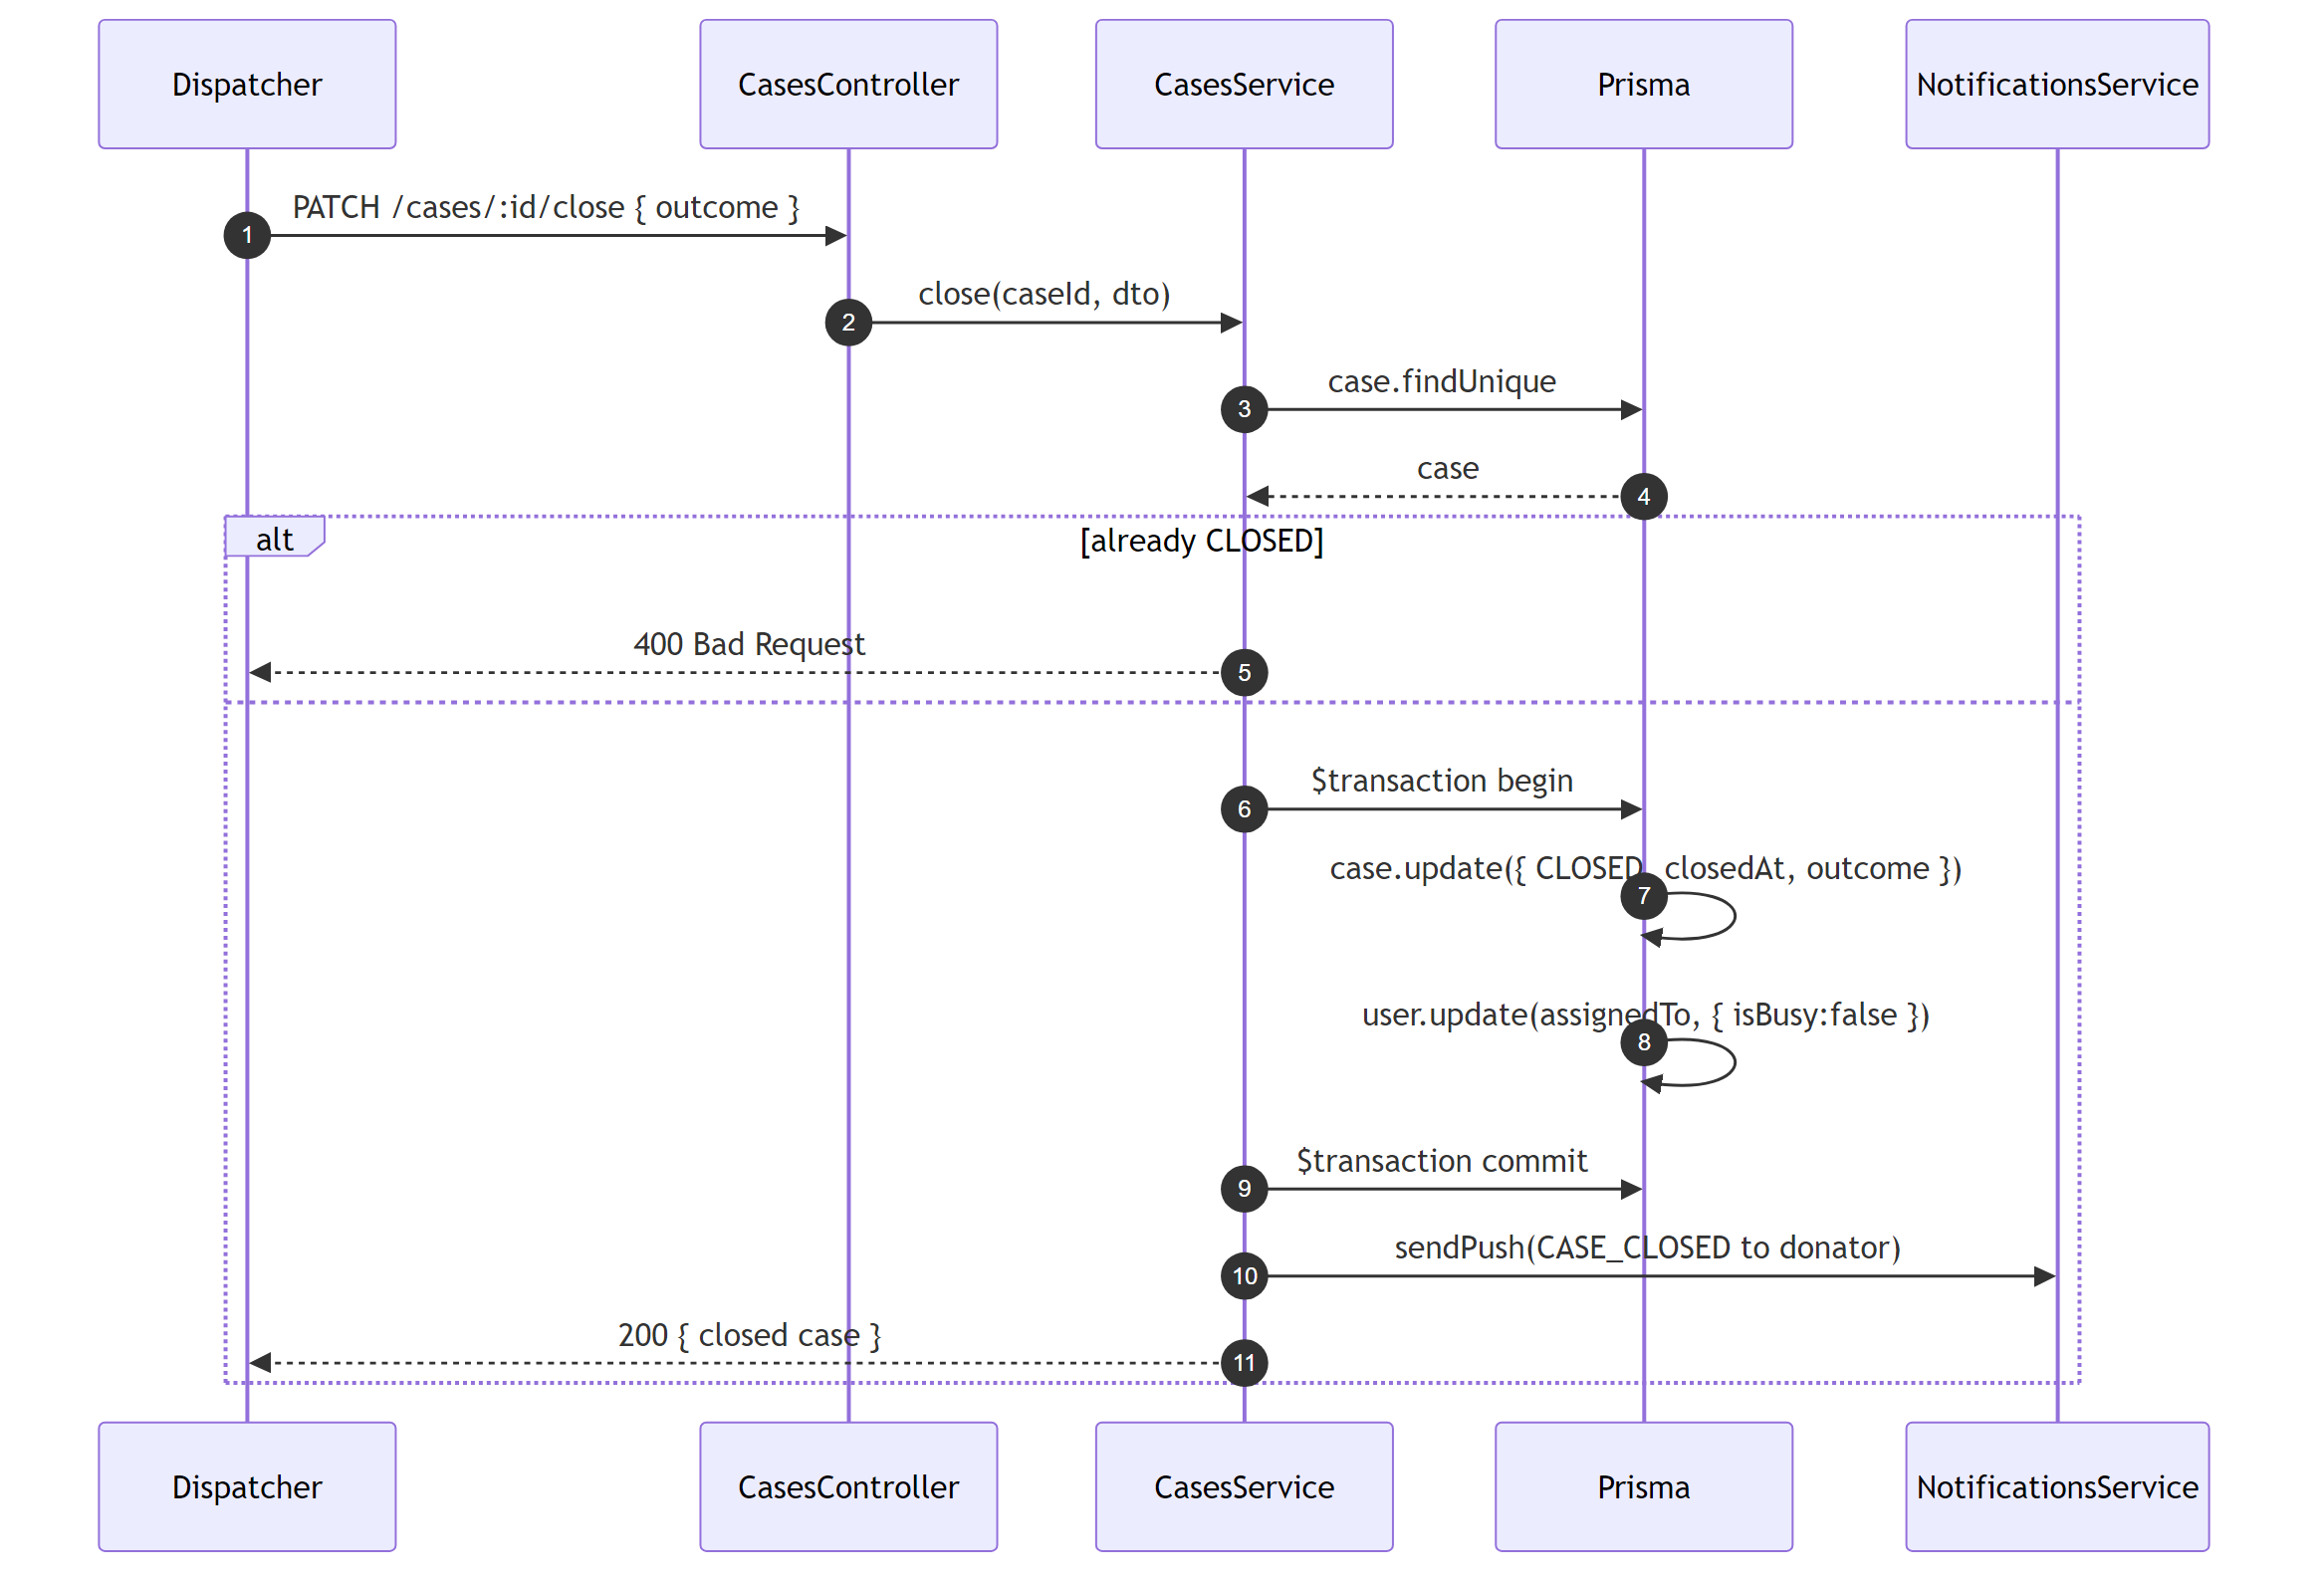 Dispatcher
CasesController
CasesService
Prisma
NotificationsService
PATCH /cases/:id/close { outcome }
1
close(caseId, dto)
2
case.findUnique
3
case
4
alt
[already CLOSED]
400 Bad Request
5
$transaction begin
6
case.update({ CLOSED, closedAt, outcome })
7
user.update(assignedTo, { isBusy:false })
8
$transaction commit
9
sendPush(CASE_CLOSED to donator)
10
200 { closed case }
11
Dispatcher
CasesController
CasesService
Prisma
NotificationsService